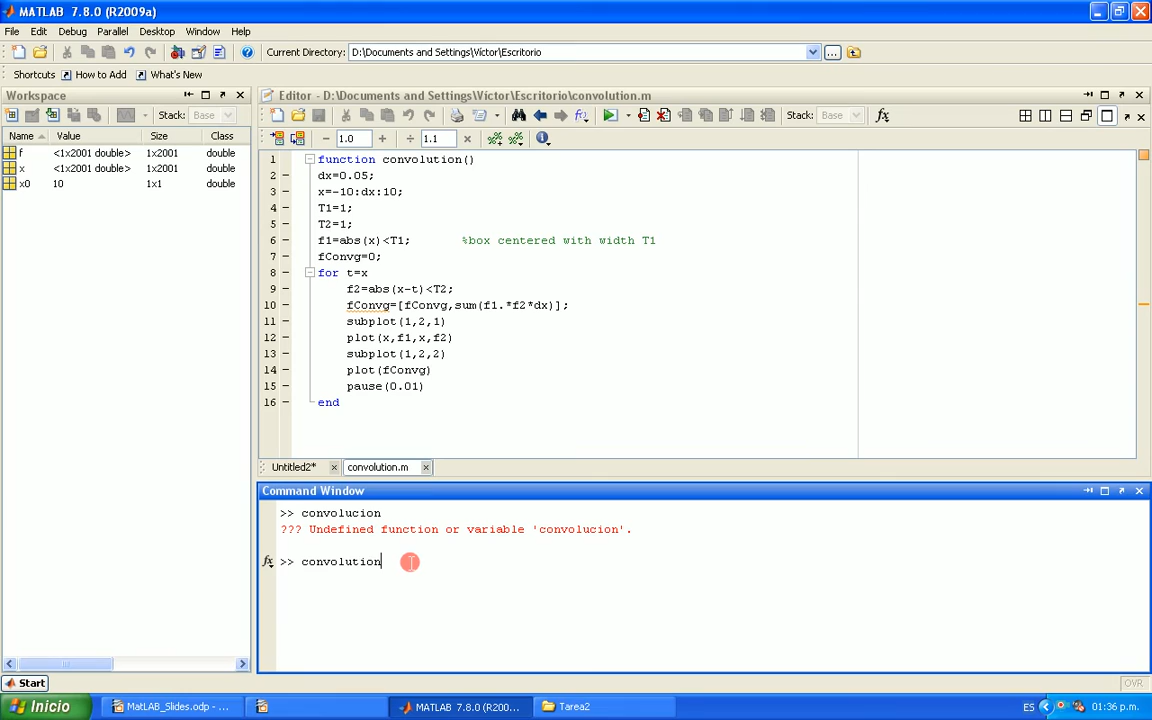 MATLAB 7.8.0 (R2009a)
File Edit Debug Parallel Desktop Window Help
Current Directory: D:\Documents and Settings\Víctor\Escritorio
Shortcuts How to Add What's New
Workspace
Stack: Base
Name Value Size Class
f <1x2001 double> 1x2001 double
x <1x2001 double> 1x2001 double
x0 10 1x1 double
Editor - D:\Documents and Settings\Víctor\Escritorio\convolution.m
Stack: Base
1.0 1.1
1 function convolution()
2 dx=0.05;
3 x=-10:dx:10;
4 T1=1;
5 T2=1;
6 f1=abs(x)<T1; %box centered with width T1
7 fConvg=0;
8 for t=x
9 f2=abs(x-t)<T2;
10 fConvg=[fConvg,sum(f1.*f2*dx)];
11 subplot(1,2,1)
12 plot(x,f1,x,f2)
13 subplot(1,2,2)
14 plot(fConvg)
15 pause(0.01)
16 end
Untitled2* convolution.m
Command Window
>> convolucion
??? Undefined function or variable 'convolucion'.
fx >> convolution
Start
OVR
Inicio MatLAB_Slides.odp - ... MATLAB 7.8.0 (R200... Tarea2 ES 01:36 p.m.